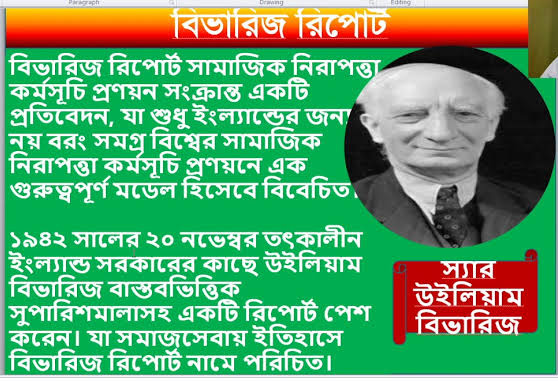 Paragraph
Drawing
Editing
বিভারিজ রিপোর্ট
বিভারিজ রিপোর্ট সামাজিক নিরাপত্তা
কর্মসূচি প্রণয়ন সংক্রান্ত একটি
প্রতিবেদন, যা শুধু ইংল্যান্ডের জন্য
নয় বরং সমগ্র বিশ্বের সামাজিক
নিরাপত্তা কর্মসূচি প্রণয়নে এক
গুরুত্বপূর্ণ মডেল হিসেবে বিবেচিত।
১৯৪২ সালের ২০ নভেম্বর তৎকালীন
ইংল্যান্ড সরকারের কাছে উইলিয়াম
বিভারিজ বাস্তবভিত্তিক
সুপারিশমালাসহ একটি রিপোর্ট পেশ
করেন। যা সমাজসেবায় ইতিহাসে
বিভারিজ রিপোর্ট নামে পরিচিত।
স্যার
উইলিয়াম
বিভারিজ